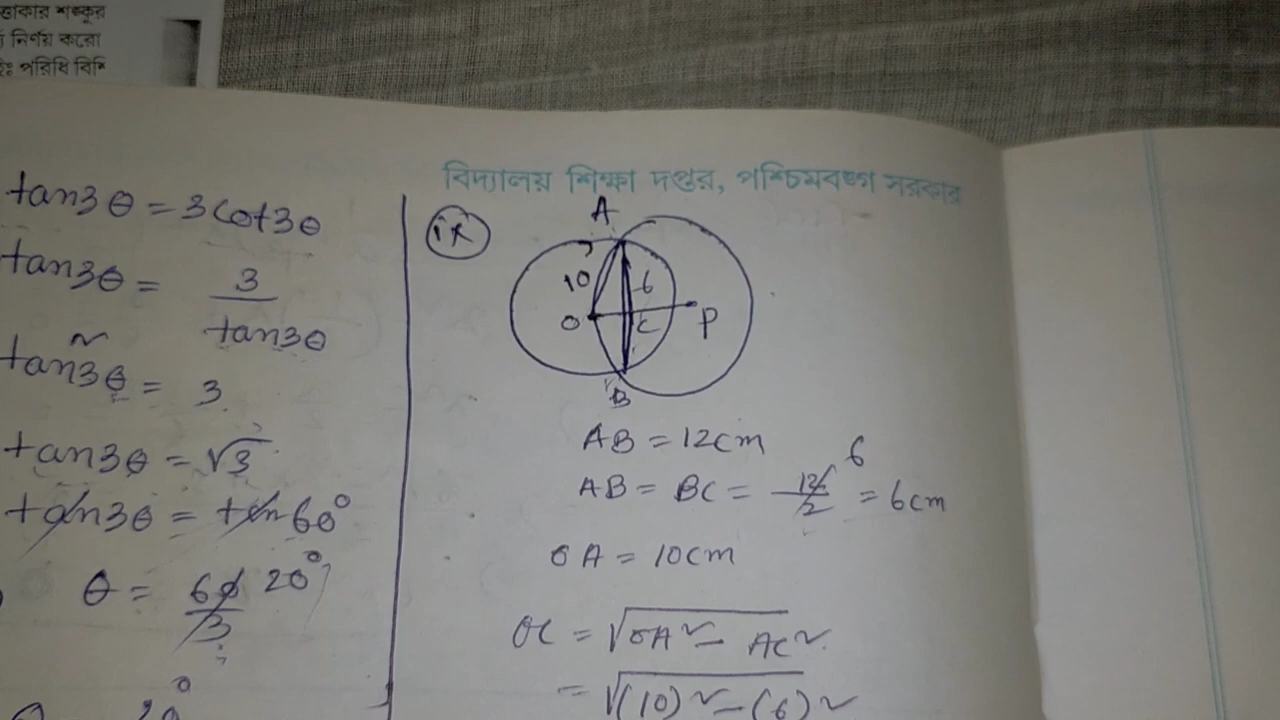 নির্ণয় করো
পরিধি
বিদ্যালয় শিক্ষা দপ্তর, পশ্চিমবঙ্গ সরকার
tan3θ = 3cot3θ
tan3θ = 3/tan3θ
tan²3θ = 3
tan3θ = √3
tan3θ = tan60°
θ = 60/3 20°
ix
A
10
6
O
C
P
B
AB = 12cm
AB = BC = 12/2 6 = 6cm
OA = 10cm
OC = √OA² - AC²
= √(10)² - (6)²